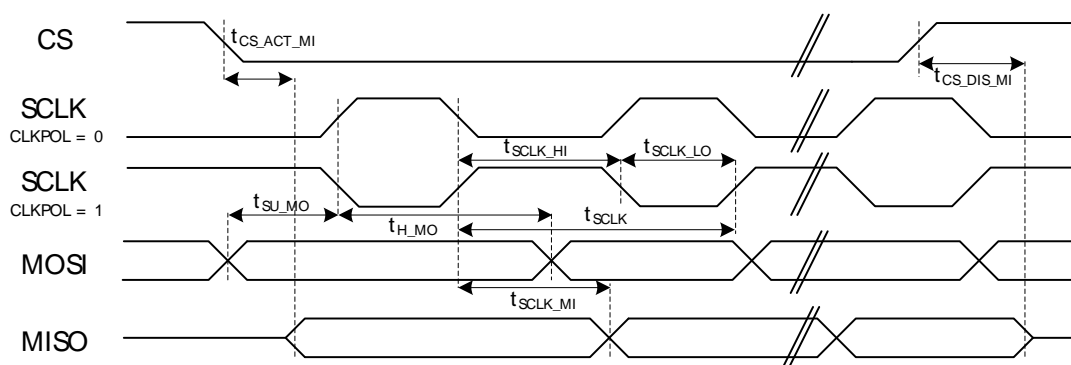 CS
tCS_ACT_MI
tCS_DIS_MI
SCLK
CLKPOL = 0
tSCLK_HI
tSCLK_LO
SCLK
CLKPOL = 1
tSU_MO
tH_MO
tSCLK
MOSI
tSCLK_MI
MISO